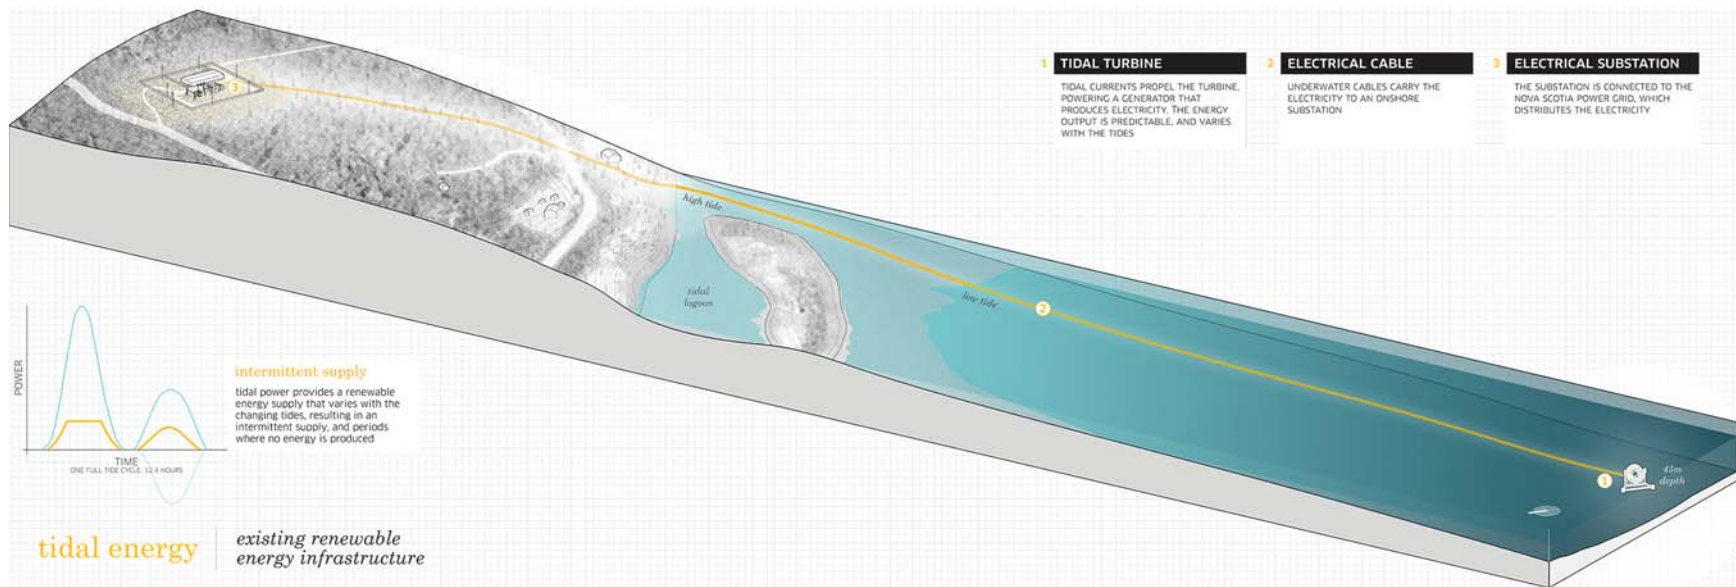 1 TIDAL TURBINE
TIDAL CURRENTS PROPEL THE TURBINE,
POWERING A GENERATOR THAT
PRODUCES ELECTRICITY. THE ENERGY
OUTPUT IS PREDICTABLE, AND VARIES
WITH THE TIDES
2 ELECTRICAL CABLE
UNDERWATER CABLES CARRY THE
ELECTRICITY TO AN ONSHORE
SUBSTATION
3 ELECTRICAL SUBSTATION
THE SUBSTATION IS CONNECTED TO THE
NOVA SCOTIA POWER GRID, WHICH
DISTRIBUTES THE ELECTRICITY
3
high tide
tidal
lagoon
low tide
2
1
45m
depth
POWER
TIME
ONE FULL TIDE CYCLE: 12.4 HOURS
intermittent supply
tidal power provides a renewable
energy supply that varies with the
changing tides, resulting in an
intermittent supply, and periods
where no energy is produced
tidal energy
existing renewable
energy infrastructure